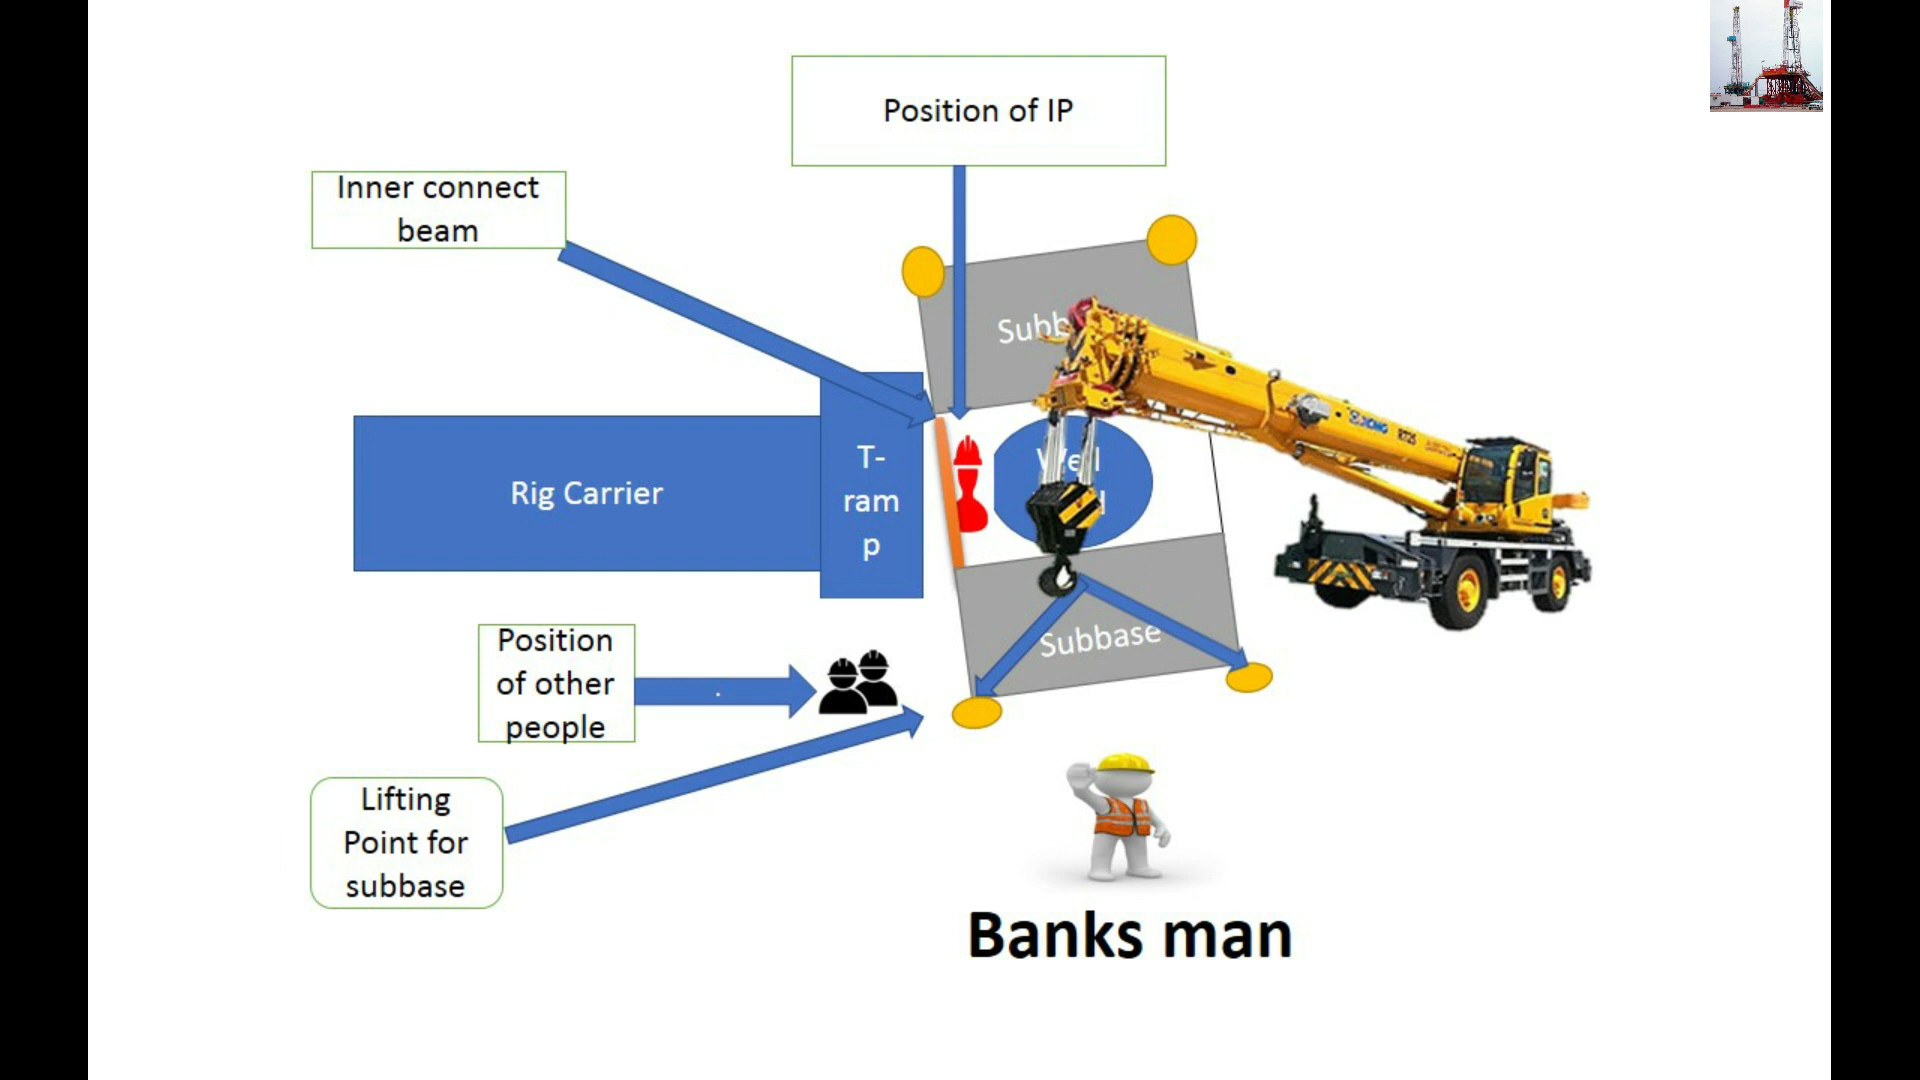 Position of IP
Inner connect
beam
Subb
T-
ram
p
Rig Carrier
XCMG
Subbase
Position
of other
people
Lifting
Point for
subbase
Banks man